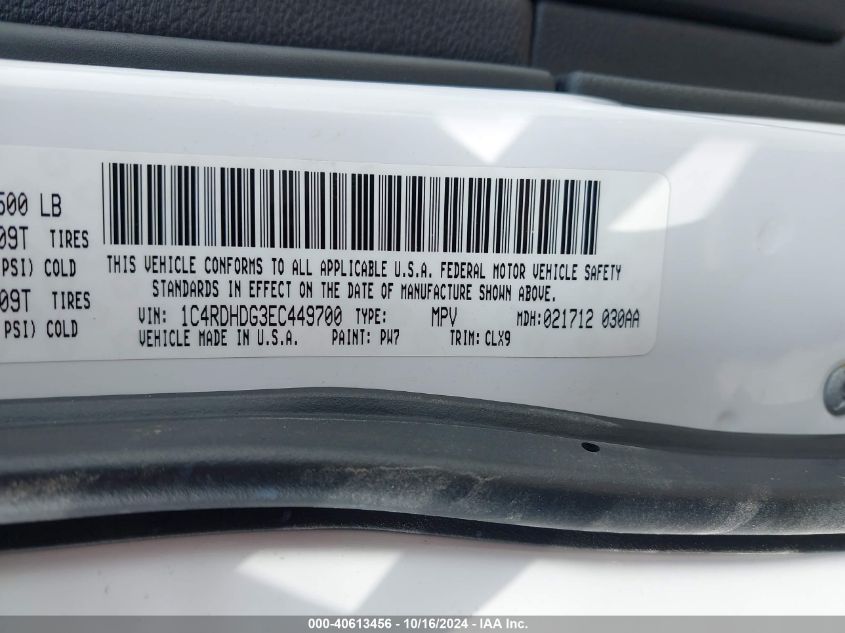 500 LB
09T TIRES
PSI) COLD
09T TIRES
PSI) COLD
THIS VEHICLE CONFORMS TO ALL APPLICABLE U.S.A. FEDERAL MOTOR VEHICLE SAFETY
STANDARDS IN EFFECT ON THE DATE OF MANUFACTURE SHOWN ABOVE.
VIN: 1C4RDHDG3EC449700 TYPE: MPV MDH:021712 030AA
VEHICLE MADE IN U.S.A. PAINT: PW7 TRIM:CLX9
000-40613456 - 10/16/2024 - IAA Inc.